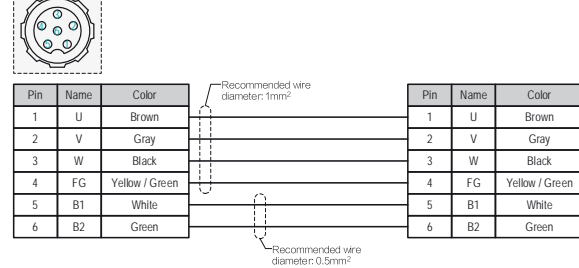 Recommended wire
diameter: 1mm²
Pin Name Color Pin Name Color
1 U Brown 1 U Brown
2 V Gray 2 V Gray
3 W Black 3 W Black
4 FG Yellow / Green 4 FG Yellow / Green
5 B1 White 5 B1 White
6 B2 Green 6 B2 Green
Recommended wire
diameter: 0.5mm²